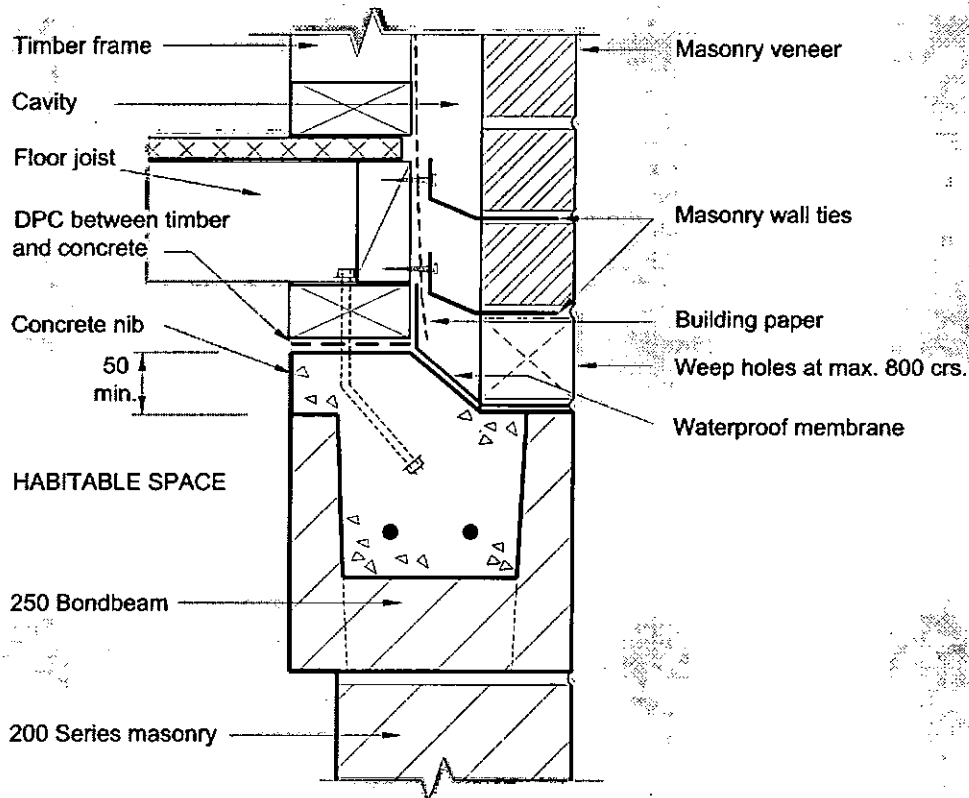 Timber frame
Cavity
Floor joist
DPC between timber
and concrete
Concrete nib
50
min.
HABITABLE SPACE
250 Bondbeam
200 Series masonry
Masonry veneer
Masonry wall ties
Building paper
Weep holes at max. 800 crs.
Waterproof membrane